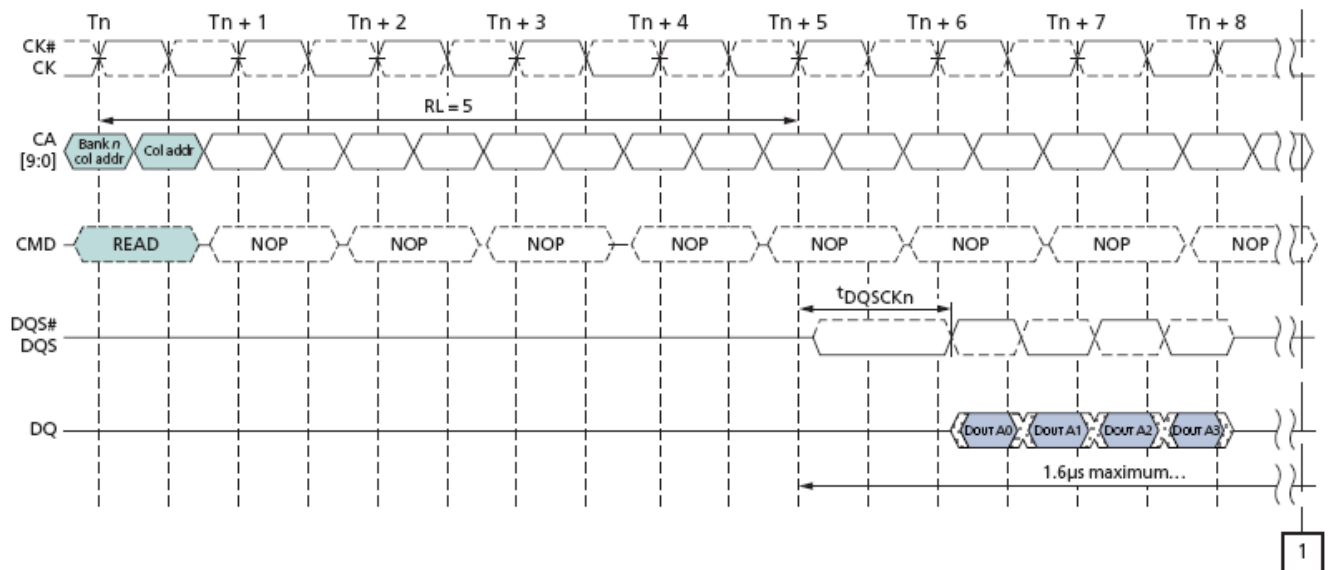 Tn Tn + 1 Tn + 2 Tn + 3 Tn + 4 Tn + 5 Tn + 6 Tn + 7 Tn + 8
CK#
CK
RL = 5
CA
[9:0]
Bank n
col addr
Col addr
CMD READ NOP NOP NOP NOP NOP NOP NOP NOP
tDQSCKn
DQS#
DQS
DQ DOUT A0 DOUT A1 DOUT A2 DOUT A3
1.6µs maximum...
1